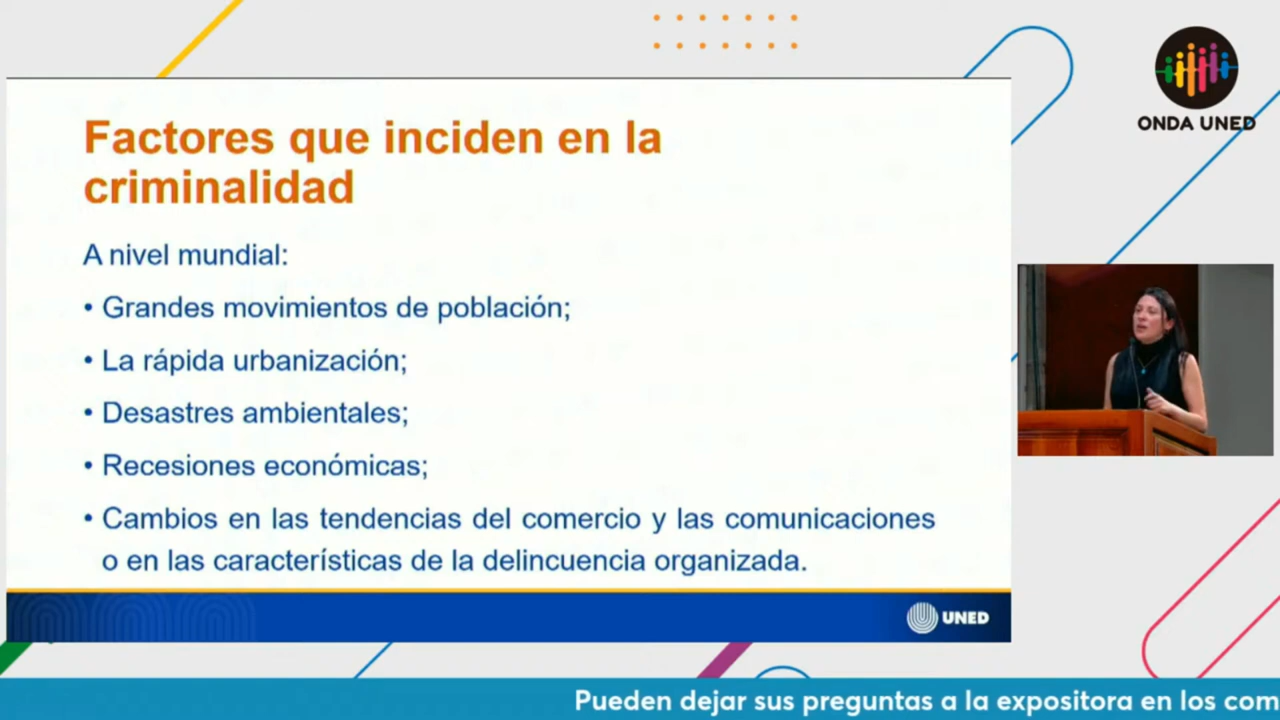 ONDA UNED
Factores que inciden en la
criminalidad
A nivel mundial:
• Grandes movimientos de población;
• La rápida urbanización;
• Desastres ambientales;
• Recesiones económicas;
• Cambios en las tendencias del comercio y las comunicaciones
o en las características de la delincuencia organizada.
UNED
Pueden dejar sus preguntas a la expositora en los com